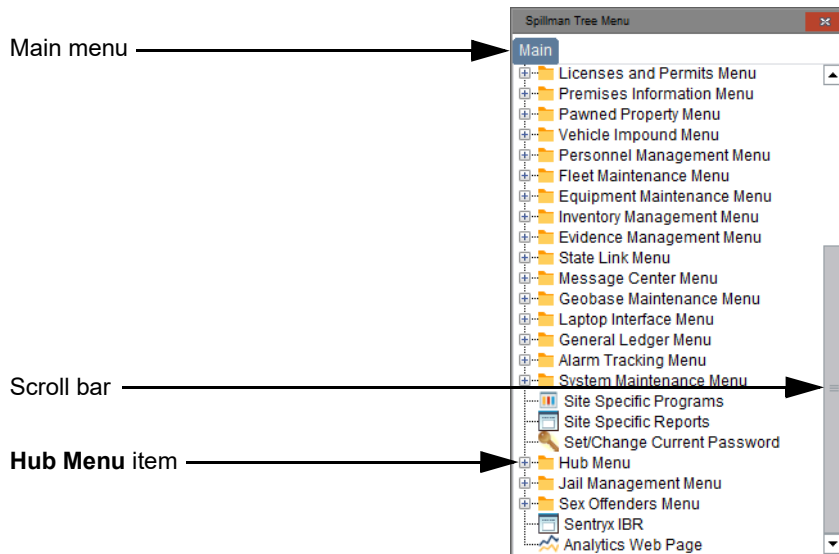 Spillman Tree Menu
Main menu
Main
Licenses and Permits Menu
Premises Information Menu
Pawned Property Menu
Vehicle Impound Menu
Personnel Management Menu
Fleet Maintenance Menu
Equipment Maintenance Menu
Inventory Management Menu
Evidence Management Menu
State Link Menu
Message Center Menu
Geobase Maintenance Menu
Laptop Interface Menu
General Ledger Menu
Alarm Tracking Menu
Scroll bar
System Maintenance Menu
Site Specific Programs
Site Specific Reports
Set/Change Current Password
Hub Menu item
Hub Menu
Jail Management Menu
Sex Offenders Menu
Sentryx IBR
Analytics Web Page